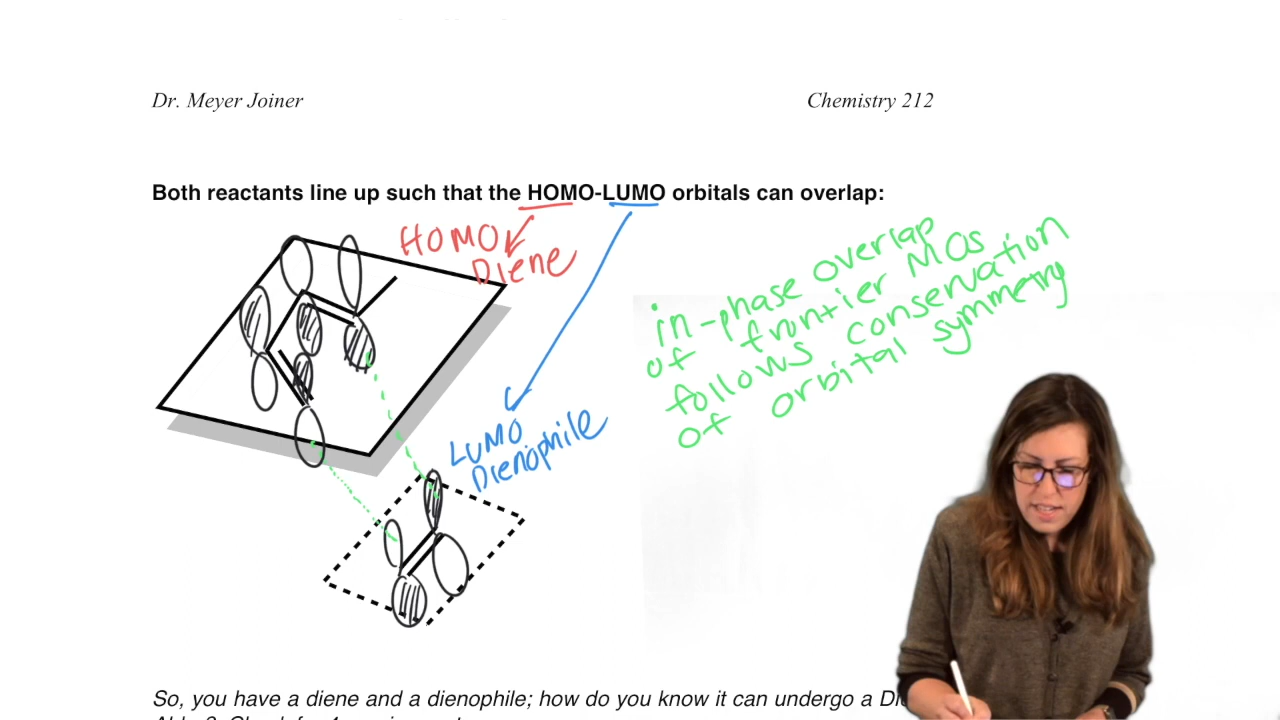 Dr. Meyer Joiner
Chemistry 212
Both reactants line up such that the HOMO-LUMO orbitals can overlap:
HOMO
Diene
in-phase overlap
of frontier MOs
follows conservation
of orbital symmetry
LUMO
Dienophile
So, you have a diene and a dienophile; how do you know it can undergo a